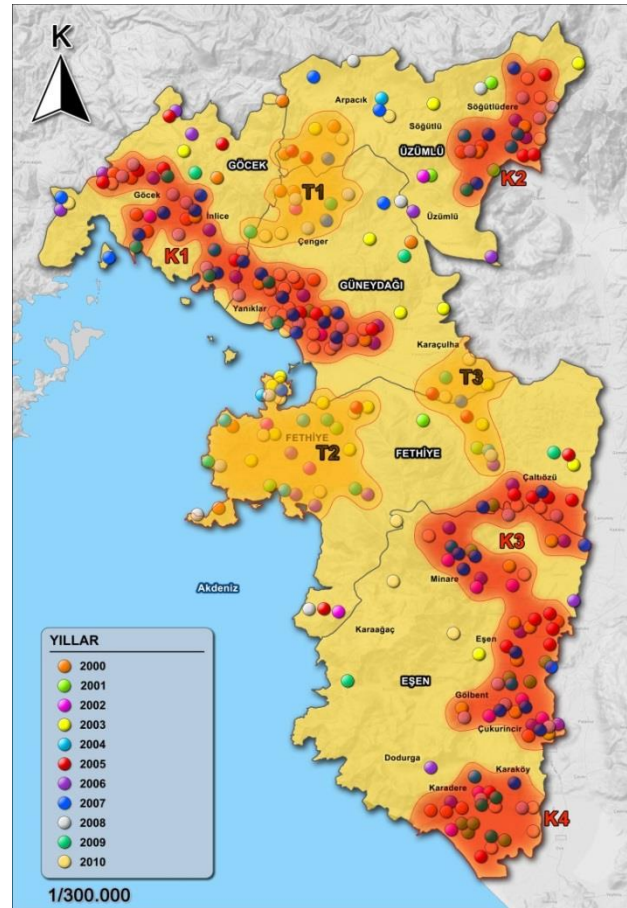 K
Arpacık
Söğütlüdere
Söğütlü
GÖCEK
ÜZÜMLÜ
Göcek
T1
K2
İnlice
Üzümlü
K1
Çenger
GÜNEYDAĞI
Yanıklar
Karaçulha
T3
FETHİYE
T2
FETHİYE
Çalbözü
K3
Minare
Akdeniz
Karaağaç
Eşen
EŞEN
Gölbent
Çukurincir
Dodurga
Karaköy
Karadere
K4
YILLAR
2000
2001
2002
2003
2004
2005
2006
2007
2008
2009
2010
1/300.000